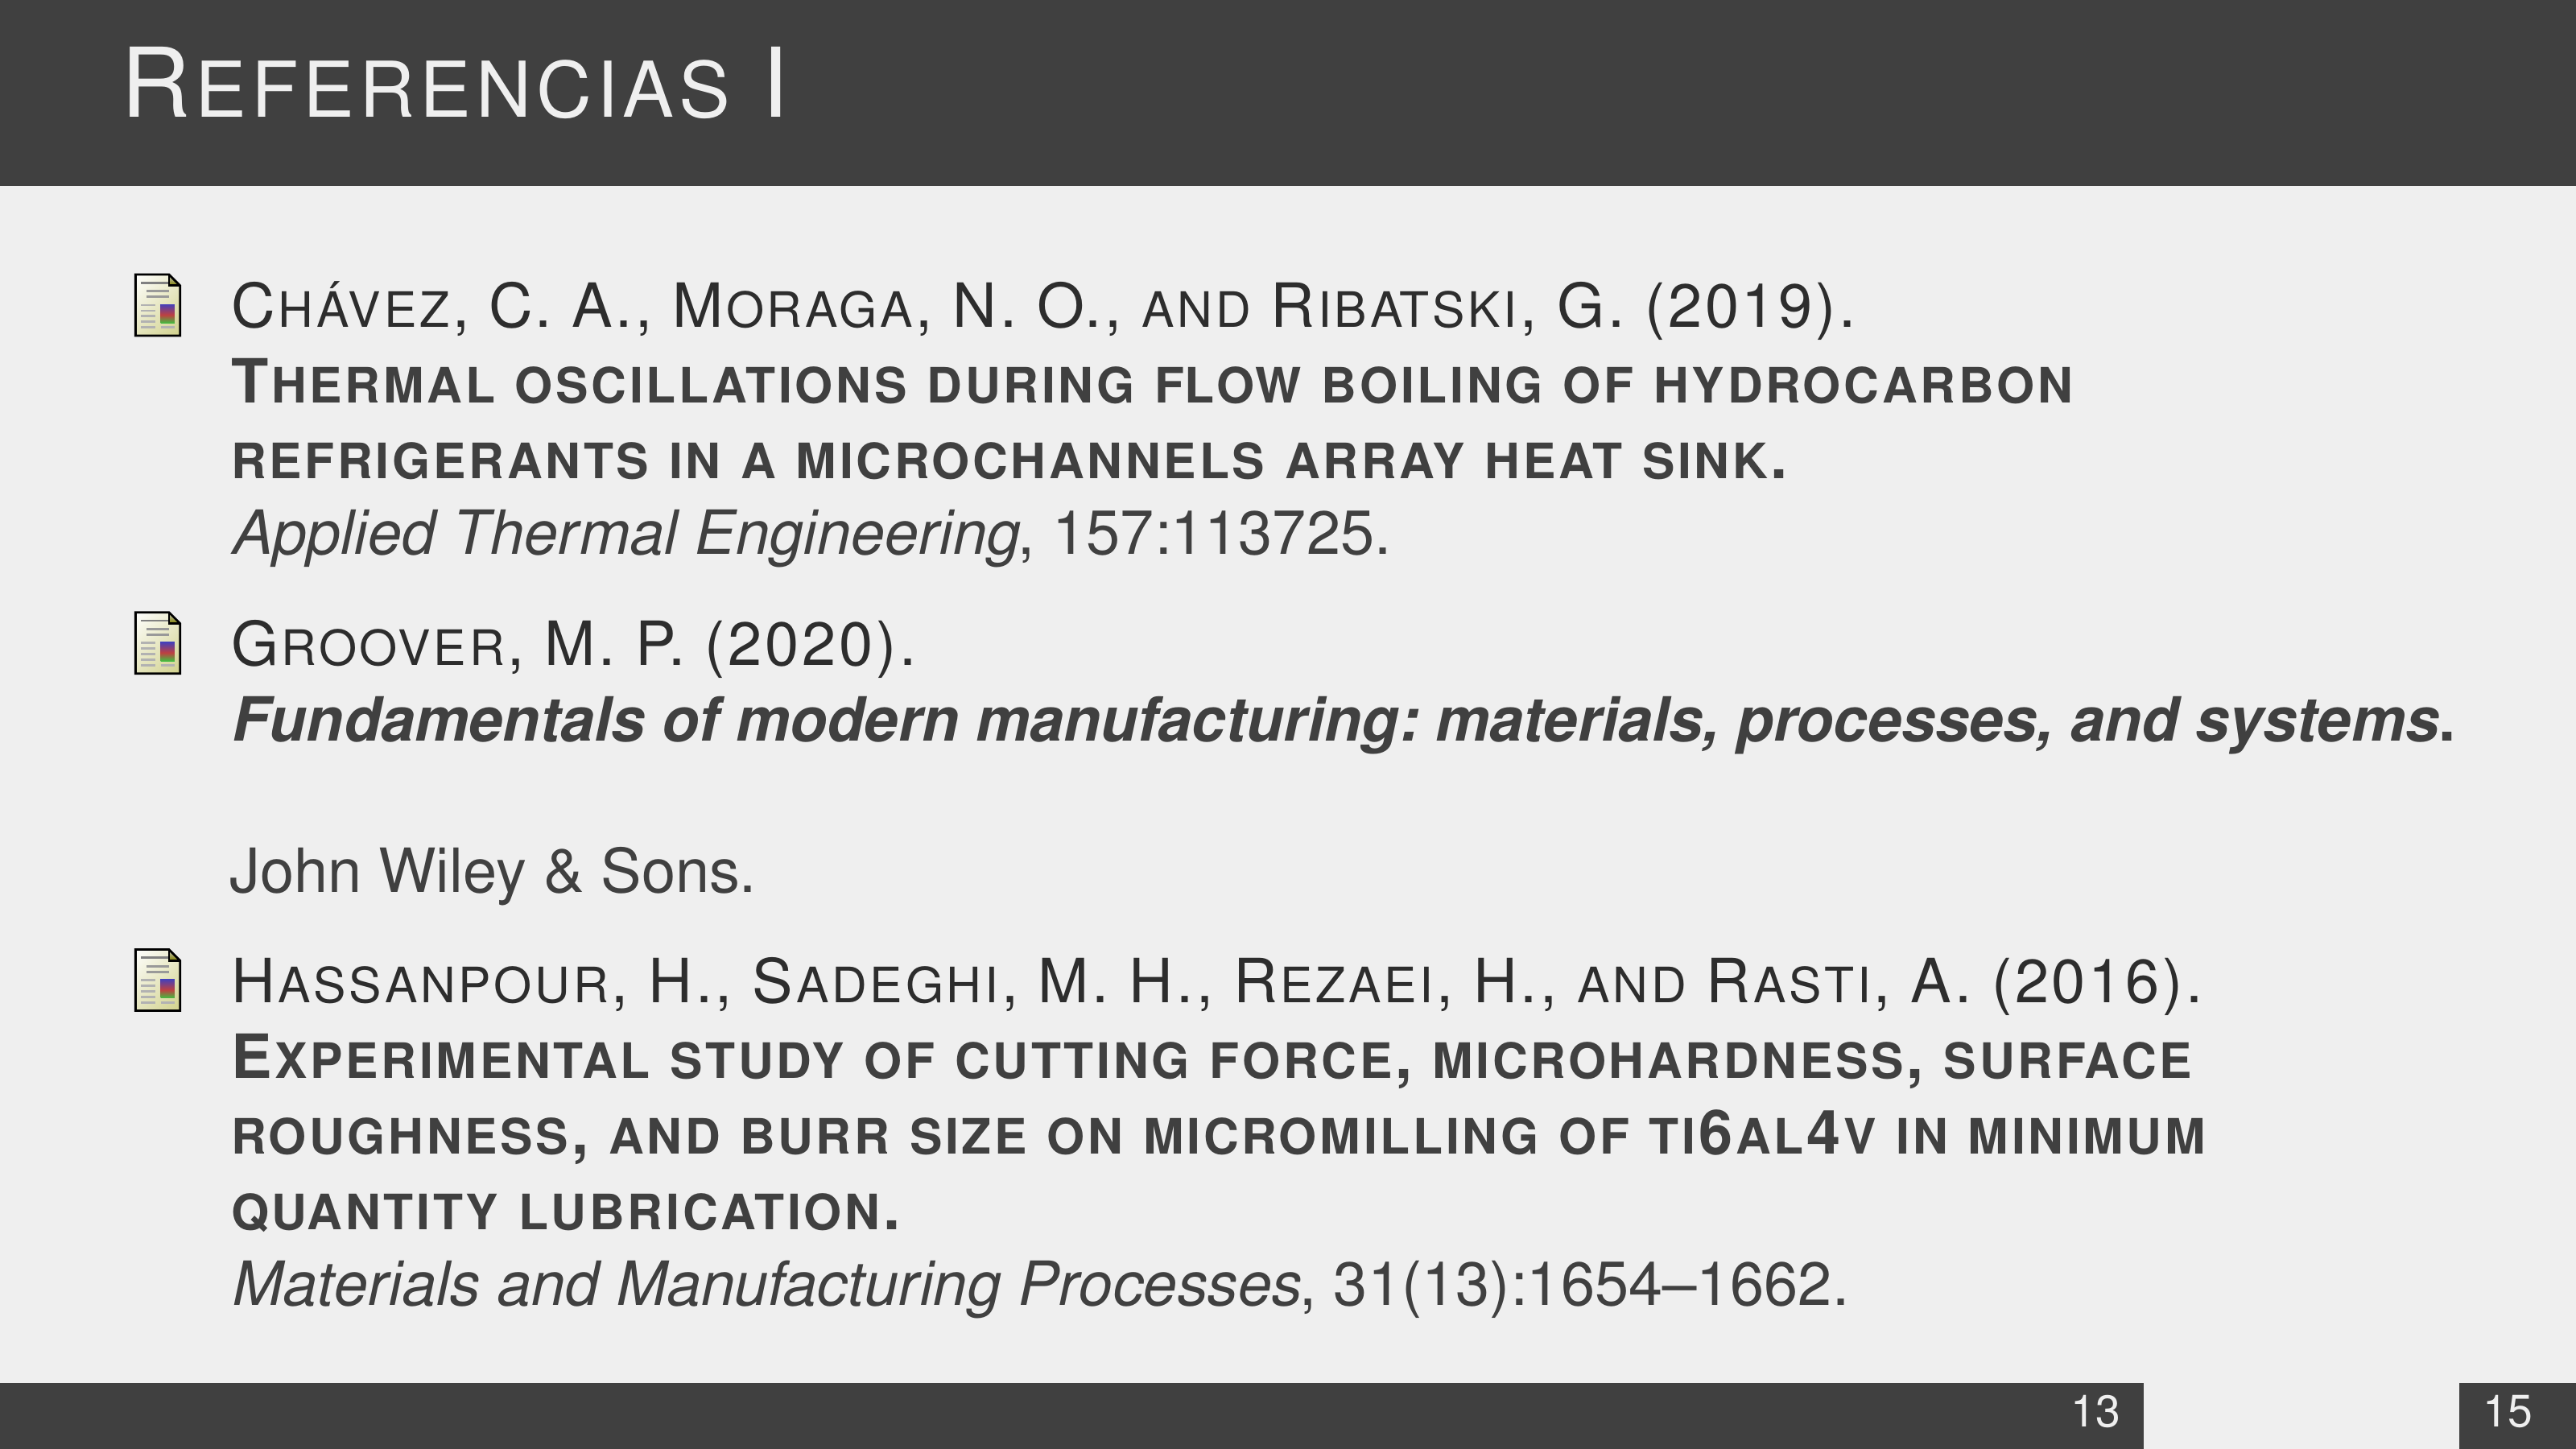 Referencias I
Chávez, C. A., Moraga, N. O., and Ribatski, G. (2019).
Thermal oscillations during flow boiling of hydrocarbon
refrigerants in a microchannels array heat sink.
Applied Thermal Engineering, 157:113725.
Groover, M. P. (2020).
Fundamentals of modern manufacturing: materials, processes, and systems.
John Wiley & Sons.
Hassanpour, H., Sadeghi, M. H., Rezaei, H., and Rasti, A. (2016).
Experimental study of cutting force, microhardness, surface
roughness, and burr size on micromilling of ti6al4v in minimum
quantity lubrication.
Materials and Manufacturing Processes, 31(13):1654–1662.
13
15